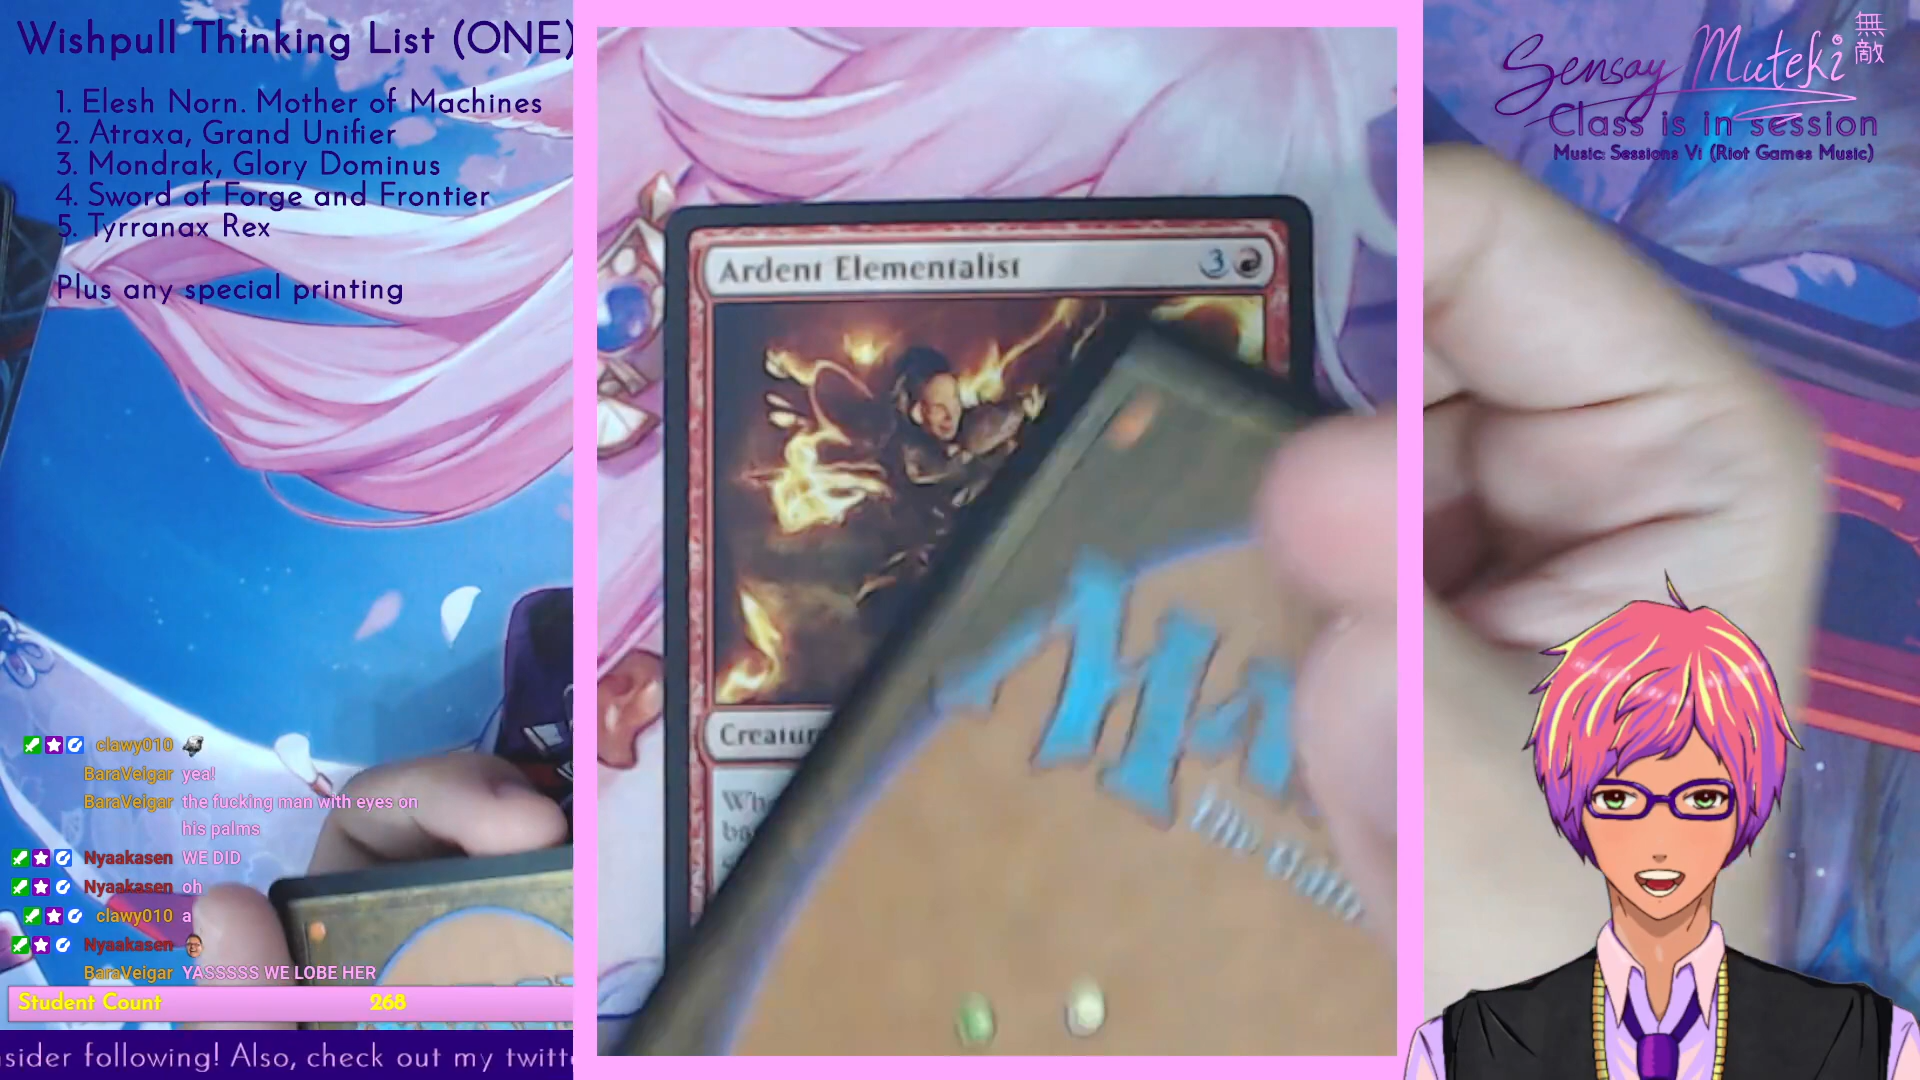 Wishpull Thinking List (ONE)
1. Elesh Norn. Mother of Machines
2. Atraxa, Grand Unifier
3. Mondrak, Glory Dominus
4. Sword of Forge and Frontier
5. Tyrranax Rex
Plus any special printing
clawy010
BaraVeigar yea!
BaraVeigar the fucking man with eyes on
his palms
Nyaakasen WE DID
Nyaakasen oh
clawy010 a
Nyaakasen
BaraVeigar YASSSSS WE LOBE HER
Student Count 268
sider following! Also, check out my twitt
Ardent Elementalist 3
Sensay Muteki 無敵
Class is in session
Music: Sessions Vi (Riot Games Music)